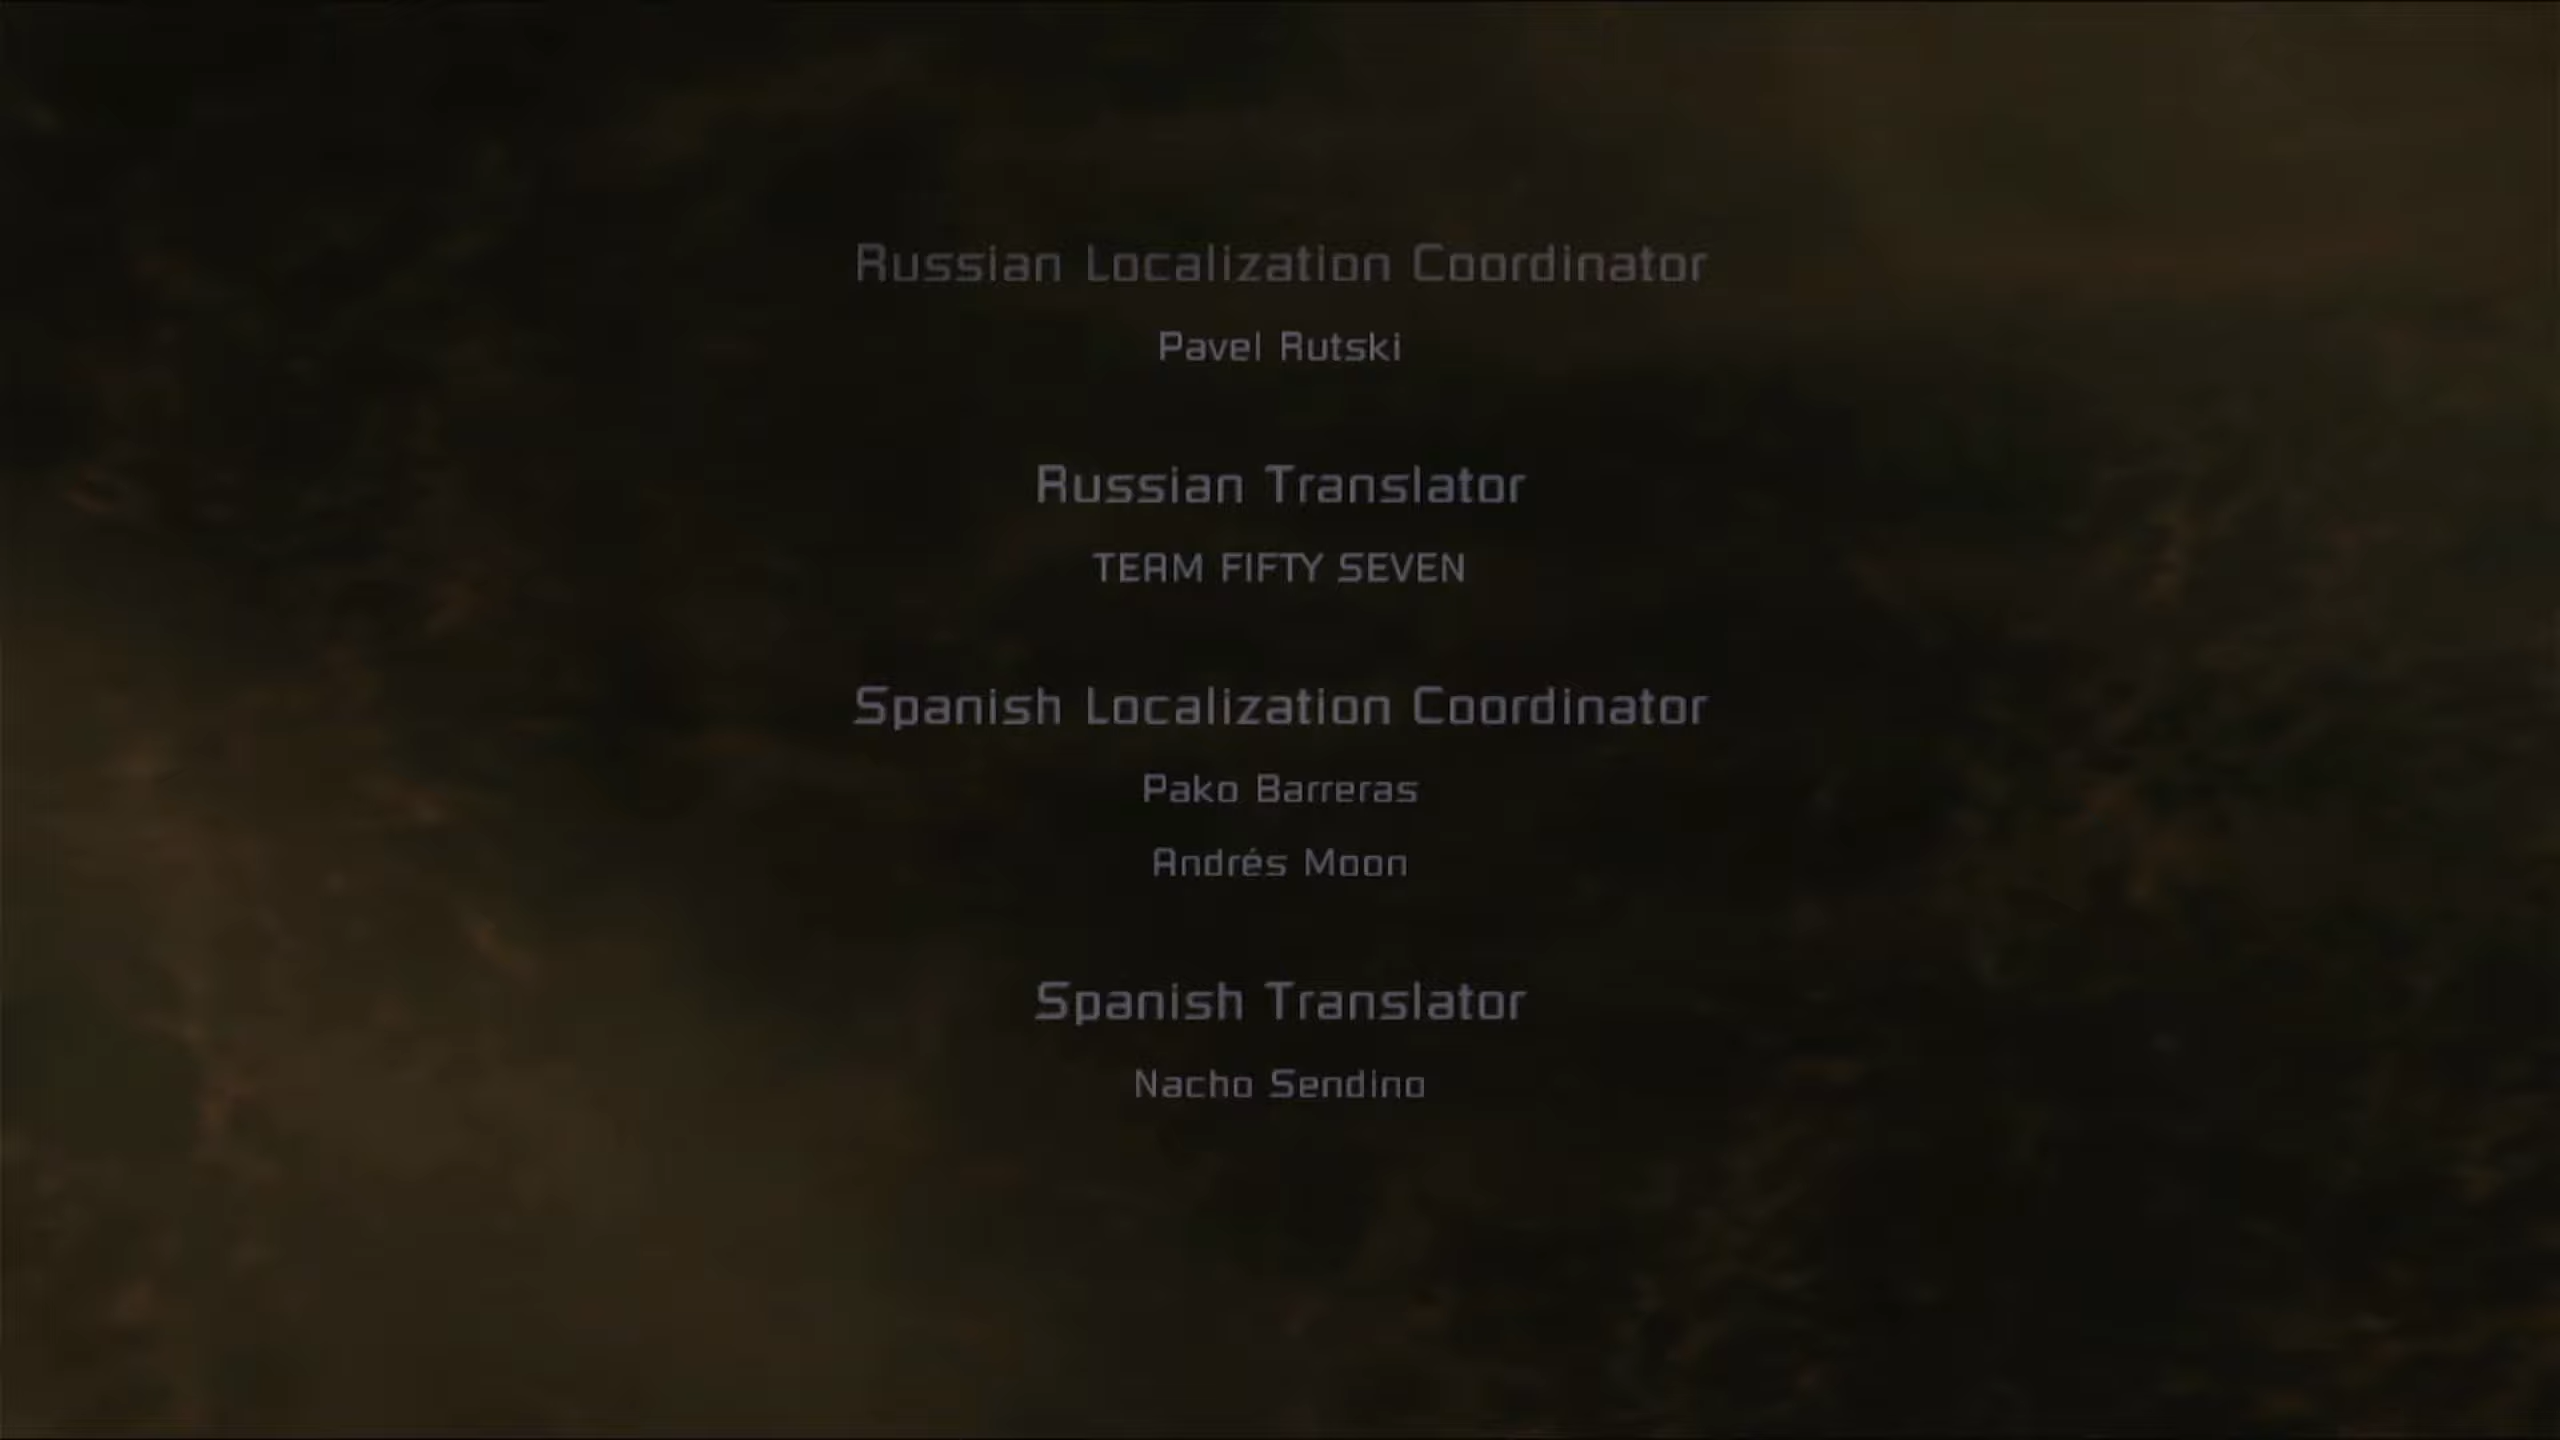 Russian Localization Coordinator
Pavel Rutski
Russian Translator
TEAM FIFTY SEVEN
Spanish Localization Coordinator
Pako Barreras
Andrés Moon
Spanish Translator
Nacho Sendino